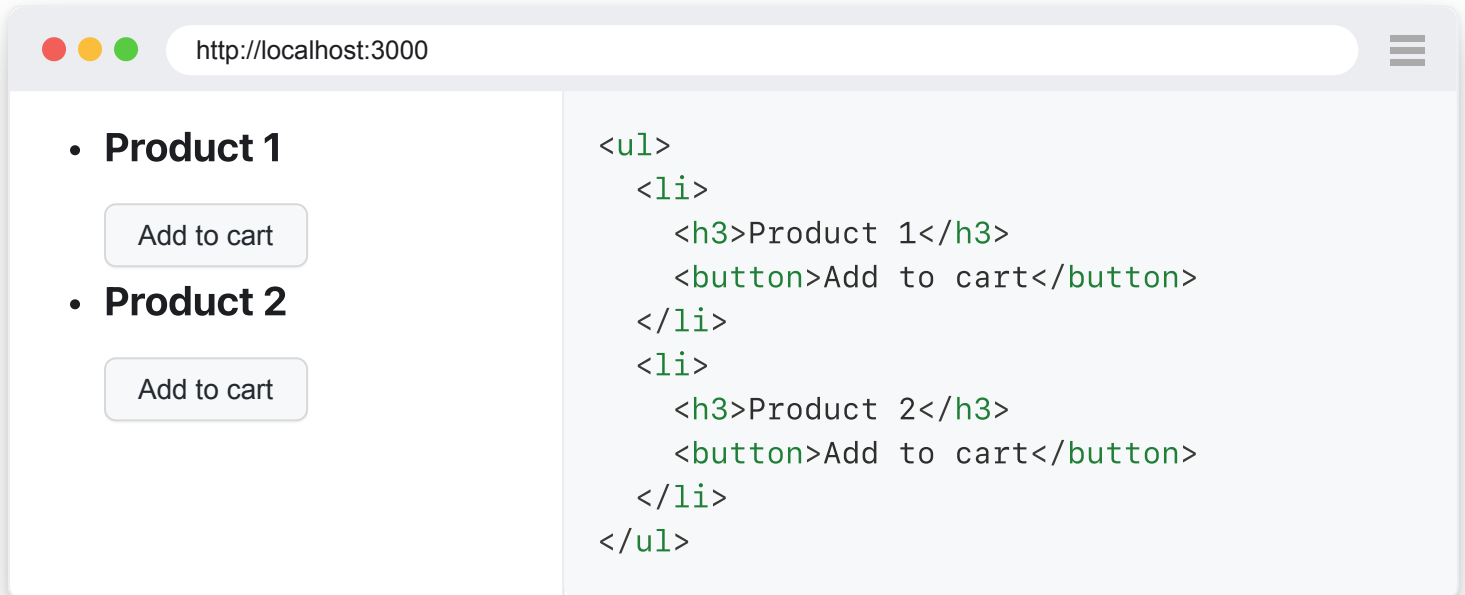 http://localhost:3000
Product 1
Add to cart
Product 2
Add to cart
<ul>
  <li>
    <h3>Product 1</h3>
    <button>Add to cart</button>
  </li>
  <li>
    <h3>Product 2</h3>
    <button>Add to cart</button>
  </li>
</ul>